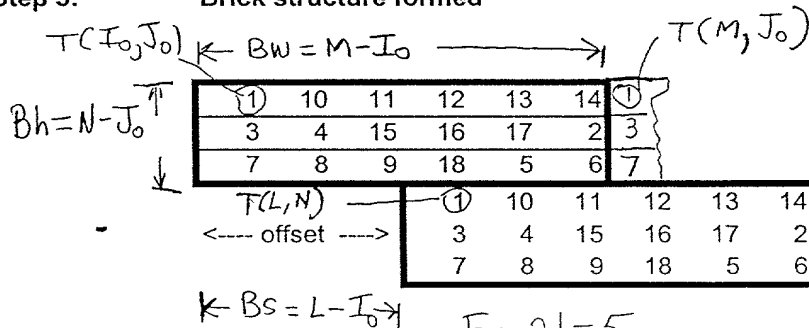 Step 5: Brick structure formed
T(I₀,J₀) |← BW = M-I₀ →| T(M,J₀)
Bh=N-J₀
① 10 11 12 13 14 ①
3 4 15 16 17 2 3
7 8 9 18 5 6 7
T(L,N) ① 10 11 12 13 14
<---- offset ----> 3 4 15 16 17 2
7 8 9 18 5 6
|← BS = L-I₀ →|